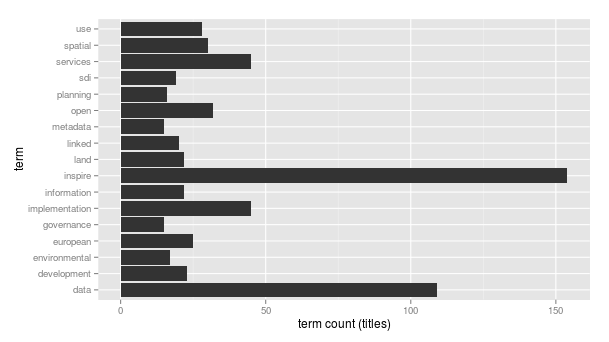 use
spatial
services
sdi
planning
open
metadata
linked
land
inspire
information
implementation
governance
european
environmental
development
data
term
0 50 100 150
term count (titles)